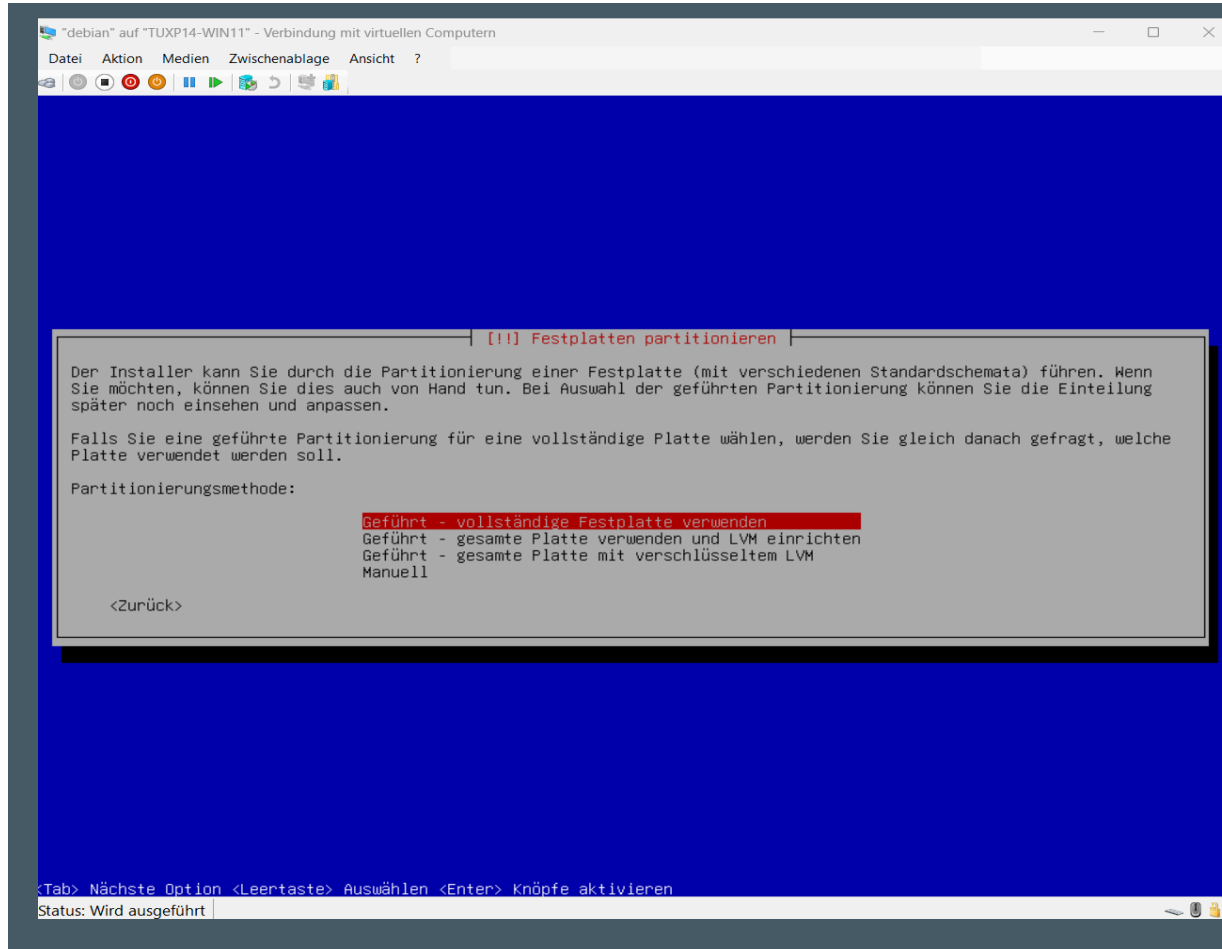 "debian" auf "TUXP14-WIN11" - Verbindung mit virtuellen Computern
Datei Aktion Medien Zwischenablage Ansicht ?
[!!] Festplatten partitionieren
Der Installer kann Sie durch die Partitionierung einer Festplatte (mit verschiedenen Standardschemata) führen. Wenn
Sie möchten, können Sie dies auch von Hand tun. Bei Auswahl der geführten Partitionierung können Sie die Einteilung
später noch einsehen und anpassen.
Falls Sie eine geführte Partitionierung für eine vollständige Platte wählen, werden Sie gleich danach gefragt, welche
Platte verwendet werden soll.
Partitionierungsmethode:
Geführt - vollständige Festplatte verwenden
Geführt - gesamte Platte verwenden und LVM einrichten
Geführt - gesamte Platte mit verschlüsseltem LVM
Manuell
<Zurück>
<Tab> Nächste Option <Leertaste> Auswählen <Enter> Knöpfe aktivieren
Status: Wird ausgeführt